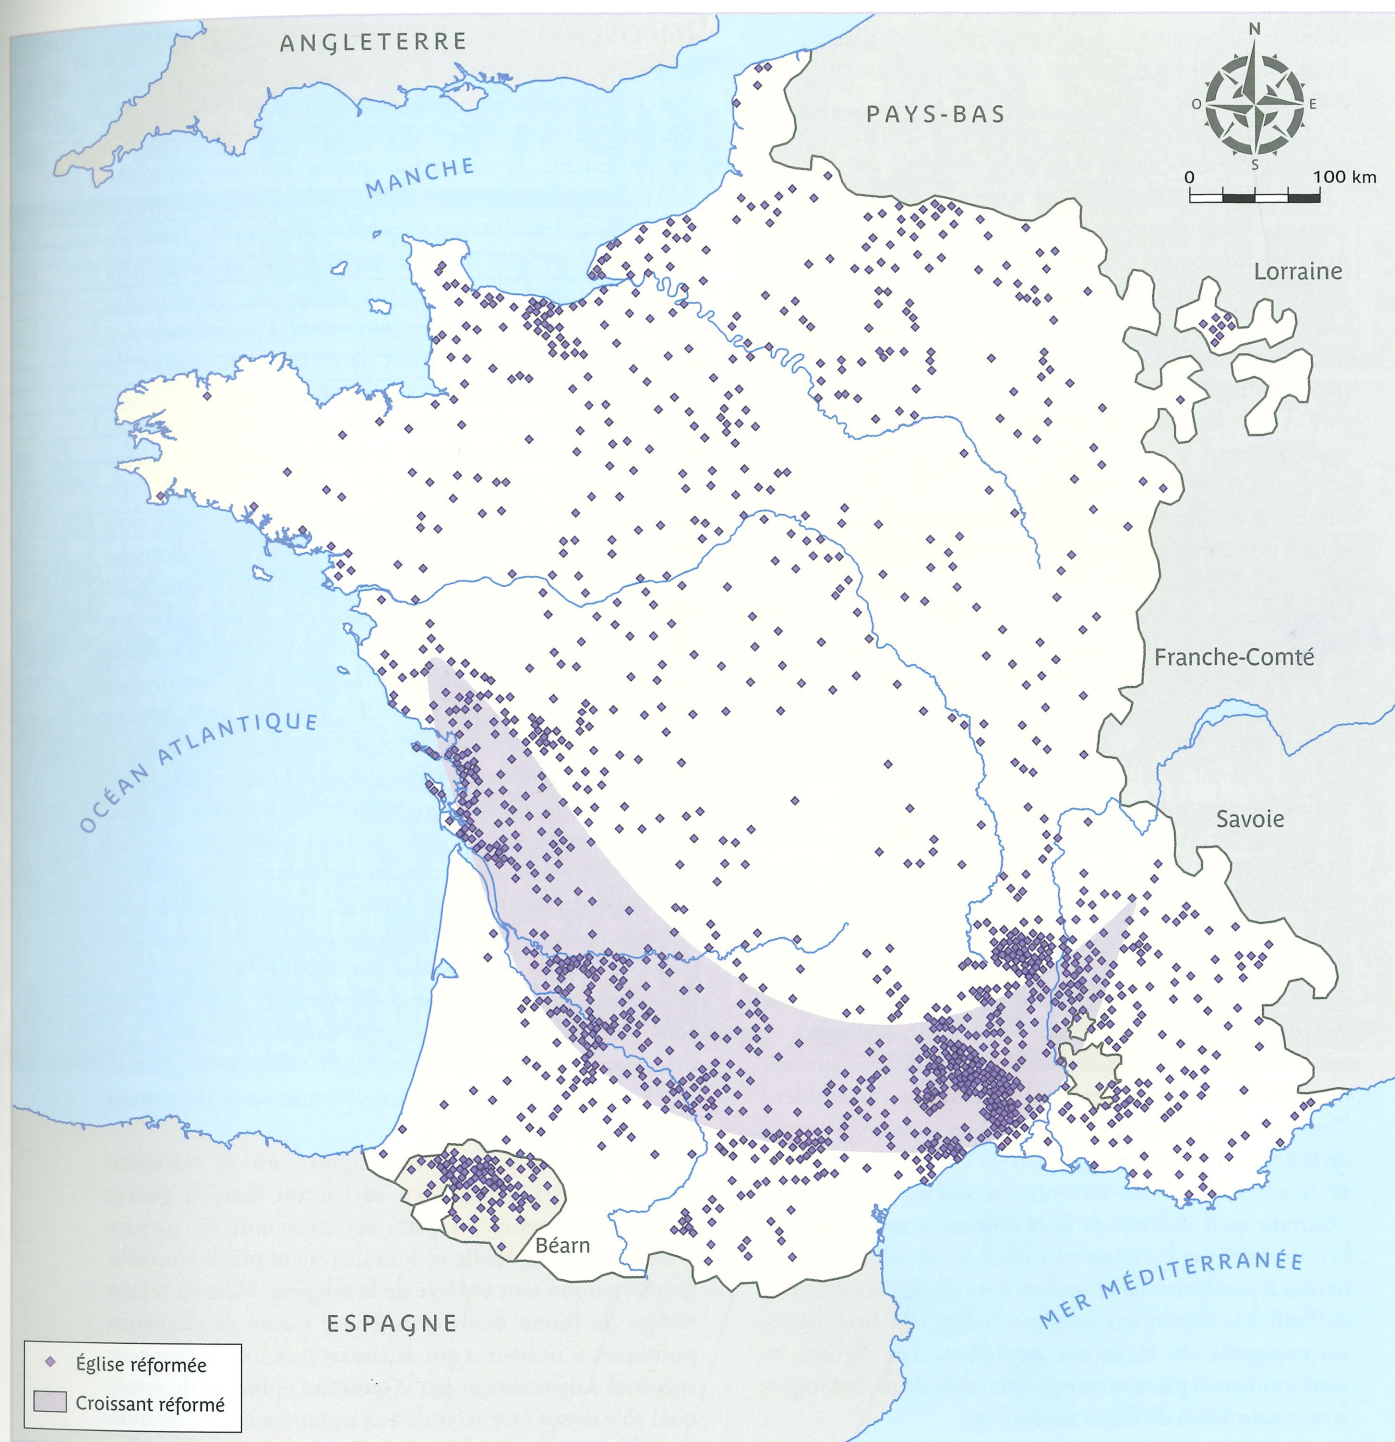 ANGLETERRE
PAYS-BAS
N
O
E
S
0
100 km
MANCHE
Lorraine
Franche-Comté
OCÉAN ATLANTIQUE
Savoie
Béarn
ESPAGNE
MER MÉDITERRANÉE
Église réformée
Croissant réformé